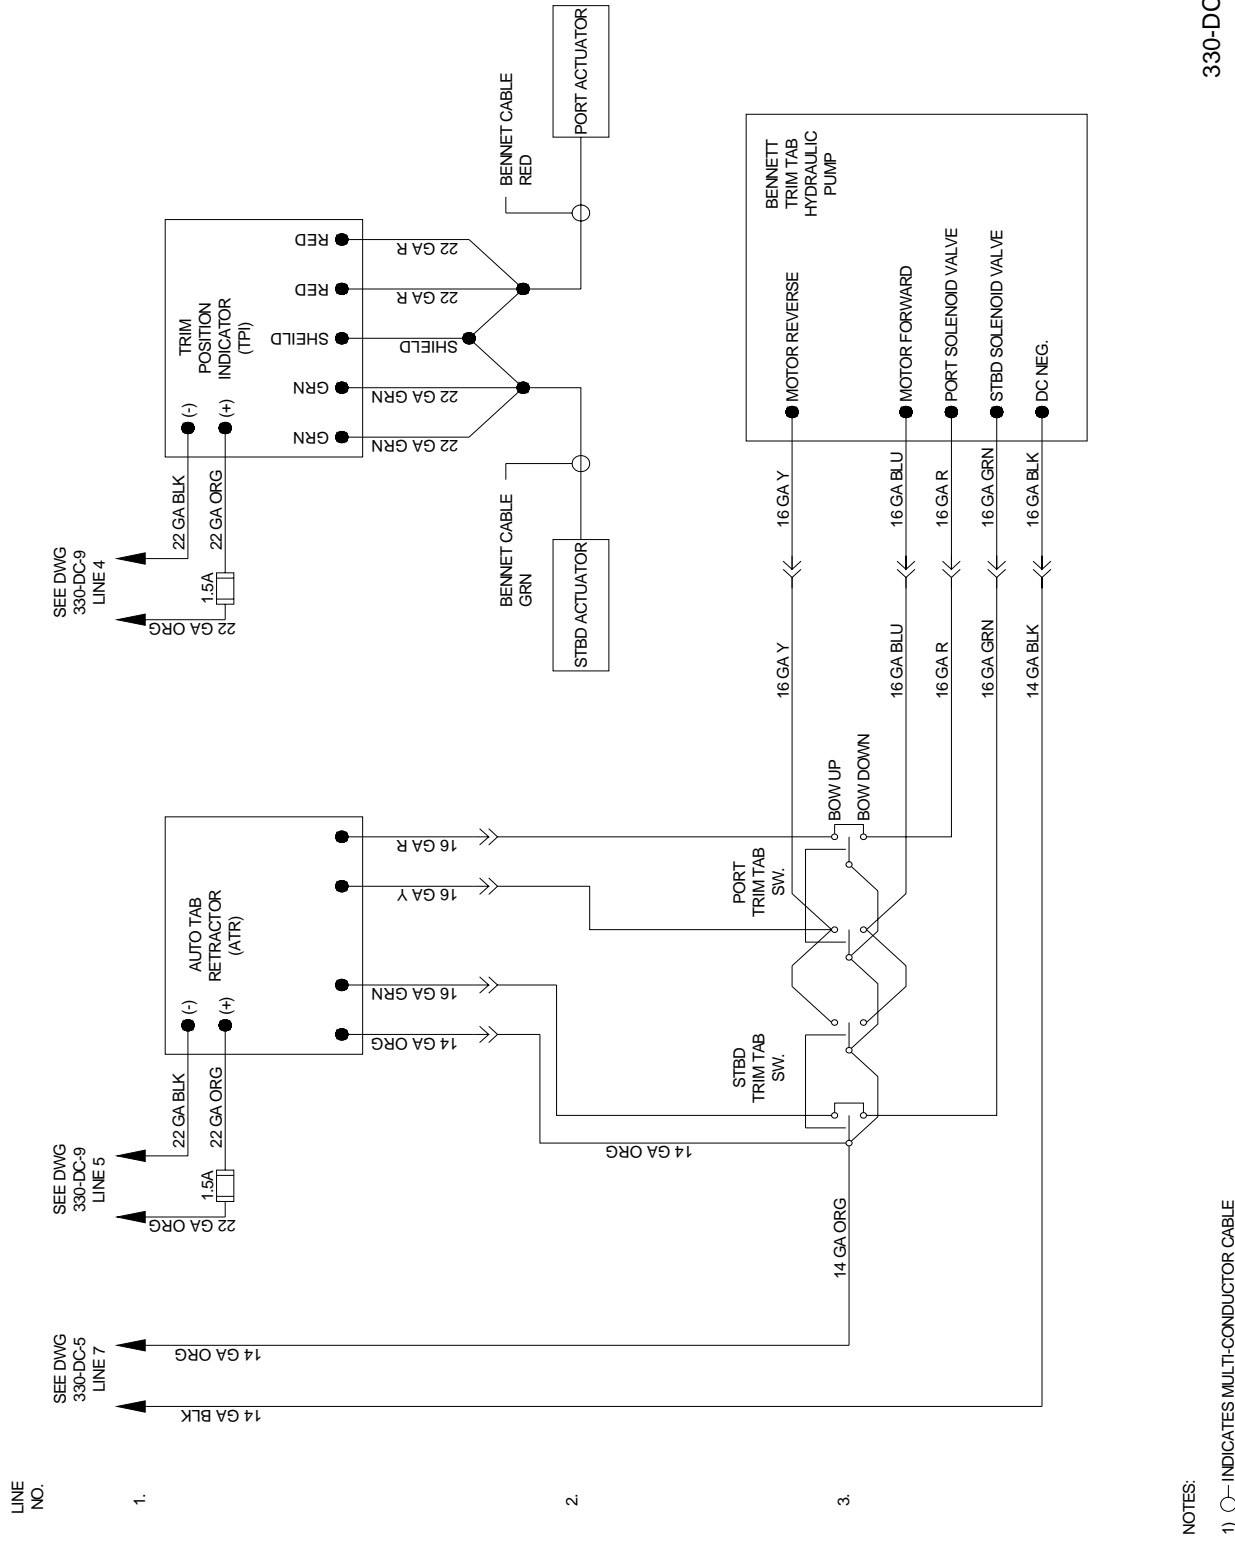 LINE
NO.
1.
2.
3.
SEE DWG
330-DC-5
LINE 7
14 GA BLK
14 GA ORG
14 GA ORG
SEE DWG
330-DC-9
LINE 5
22 GA ORG
1.5A
22 GA BLK
22 GA ORG
(-)
(+)
AUTO TAB
RETRACTOR
(ATR)
14 GA ORG
16 GA GRN
16 GA Y
16 GA R
14 GA ORG
SEE DWG
330-DC-9
LINE 4
22 GA ORG
1.5A
22 GA BLK
22 GA ORG
(-)
(+)
TRIM
POSITION
INDICATOR
(TPI)
GRN
GRN
SHEILD
RED
RED
22 GA GRN
22 GA GRN
SHIELD
22 GA R
22 GA R
BENNET CABLE
GRN
BENNET CABLE
RED
STBD ACTUATOR
PORT ACTUATOR
STBD
TRIM TAB
SW.
PORT
TRIM TAB
SW.
BOW UP
BOW DOWN
16 GA Y
16 GA BLU
16 GA R
16 GA GRN
14 GA BLK
16 GA Y
16 GA BLU
16 GA R
16 GA GRN
16 GA BLK
MOTOR REVERSE
MOTOR FORWARD
PORT SOLENOID VALVE
STBD SOLENOID VALVE
DC NEG.
BENNETT
TRIM TAB
HYDRAULIC
PUMP
NOTES:
1) INDICATES MULTI-CONDUCTOR CABLE